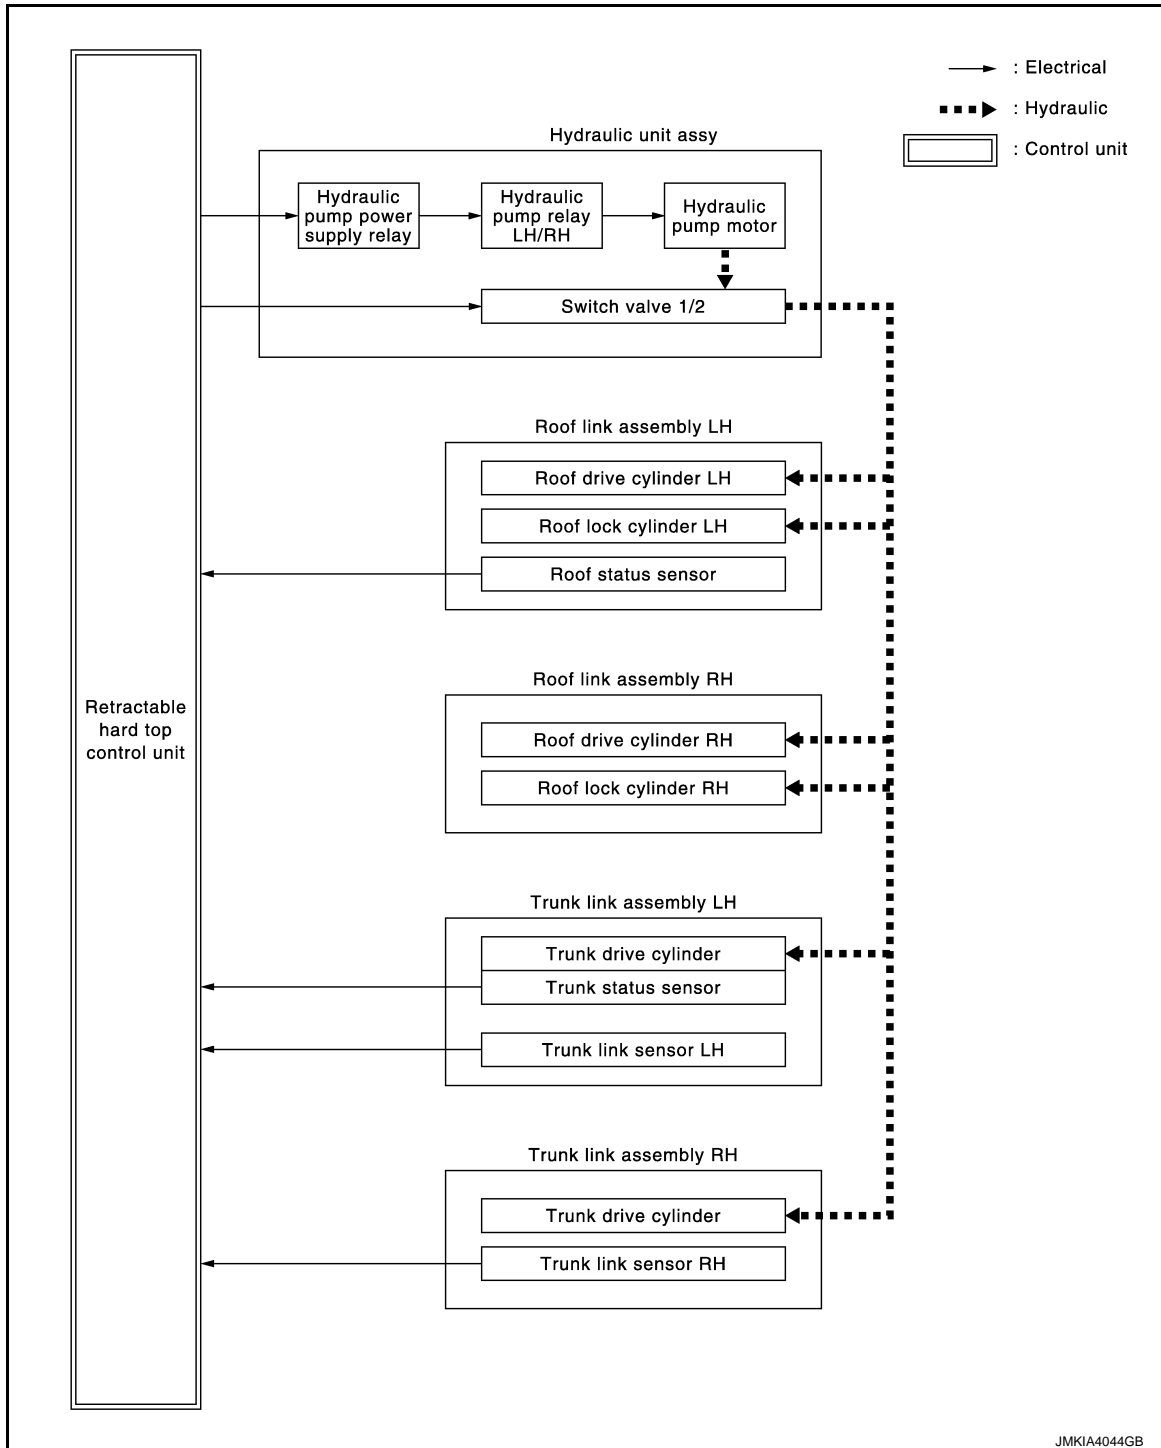 : Electrical
: Hydraulic
: Control unit
Hydraulic unit assy
Hydraulic
pump power
supply relay
Hydraulic
pump relay
LH/RH
Hydraulic
pump motor
Switch valve 1/2
Roof link assembly LH
Roof drive cylinder LH
Roof lock cylinder LH
Roof status sensor
Retractable
hard top
control unit
Roof link assembly RH
Roof drive cylinder RH
Roof lock cylinder RH
Trunk link assembly LH
Trunk drive cylinder
Trunk status sensor
Trunk link sensor LH
Trunk link assembly RH
Trunk drive cylinder
Trunk link sensor RH
JMKIA4044GB